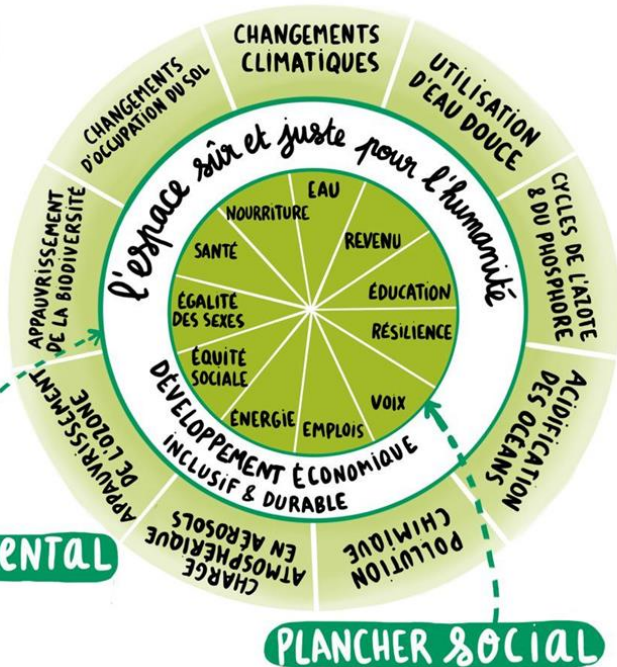 CHANGEMENTS
CLIMATIQUES
UTILISATION
D'EAU DOUCE
CYCLES DE L'AZOTE
& DU PHOSPHORE
ACIDIFICATION
DES OCÉANS
POLLUTION
CHIMIQUE
CHARGE
ATMOSPHÉRIQUE
EN AÉROSOLS
APPAUVRISSEMENT
DE L'OZONE
APPAUVRISSEMENT
DE LA BIODIVERSITÉ
CHANGEMENTS
D'OCCUPATION DU SOL
l'espace sûr et juste pour l'humanité
EAU
REVENU
ÉDUCATION
RÉSILIENCE
VOIX
EMPLOIS
ÉNERGIE
ÉQUITÉ
SOCIALE
ÉGALITÉ
DES SEXES
SANTÉ
NOURRITURE
DÉVELOPPEMENT ÉCONOMIQUE
INCLUSIF & DURABLE
ENTAL
PLANCHER SOCIAL